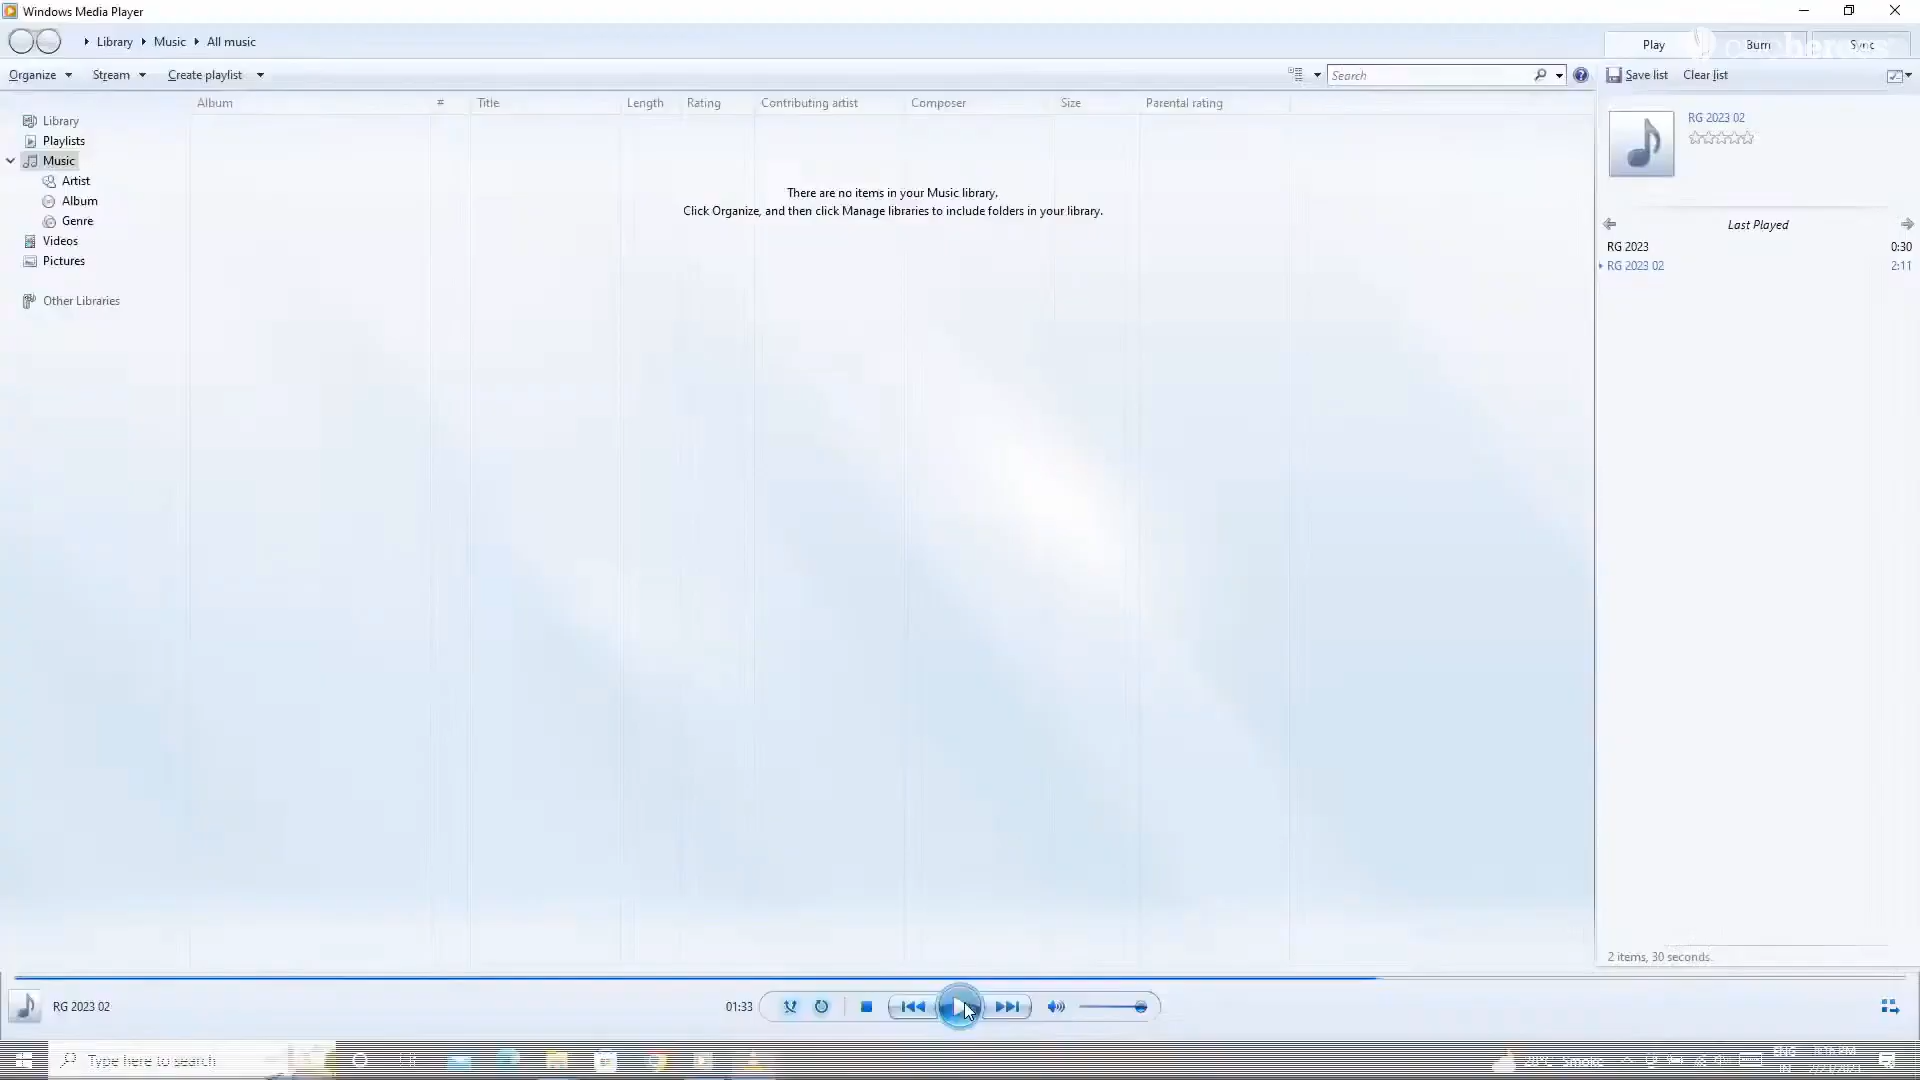 Windows Media Player
Library Music All music
Play Burn Sync
Organize Stream Create playlist
Search
Save list Clear list
Album # Title Length Rating Contributing artist Composer Size Parental rating
Library
Playlists
Music
Artist
Album
Genre
Videos
Pictures
Other Libraries
There are no items in your Music library.
Click Organize, and then click Manage libraries to include folders in your library.
RG 2023 02
Last Played
RG 2023 0:30
RG 2023 02 2:11
2 items, 30 seconds.
RG 2023 02
01:33
Type here to search
Smoke
ENG
IN